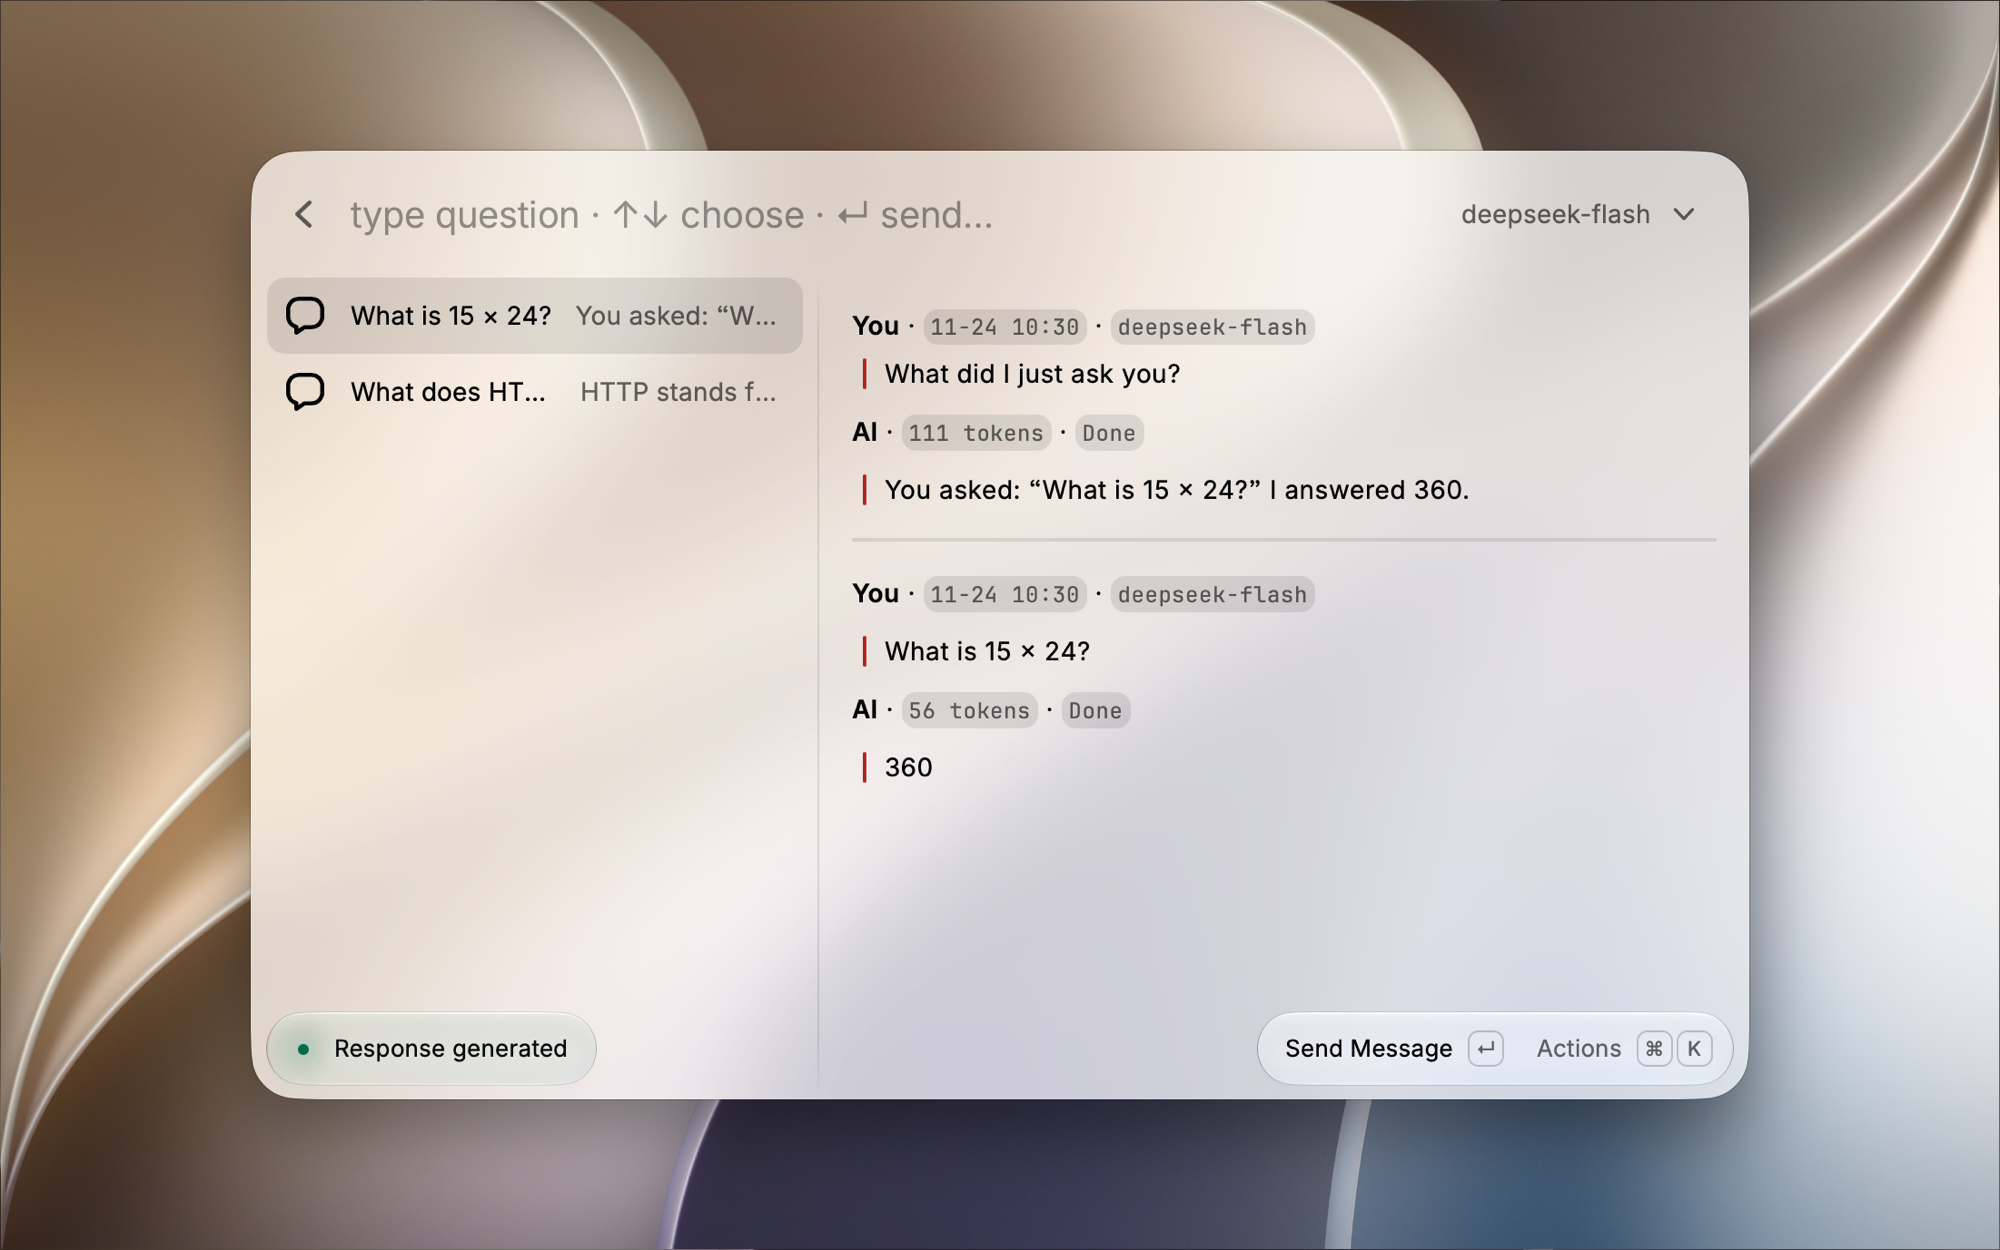 type question · ↑↓ choose · ↵ send...
deepseek-flash
What is 15 × 24? You asked: “W...
What does HT... HTTP stands f...
You · 11-24 10:30 · deepseek-flash
What did I just ask you?
AI · 111 tokens · Done
You asked: “What is 15 × 24?” I answered 360.
You · 11-24 10:30 · deepseek-flash
What is 15 × 24?
AI · 56 tokens · Done
360
Response generated
Send Message ↵ Actions ⌘ K